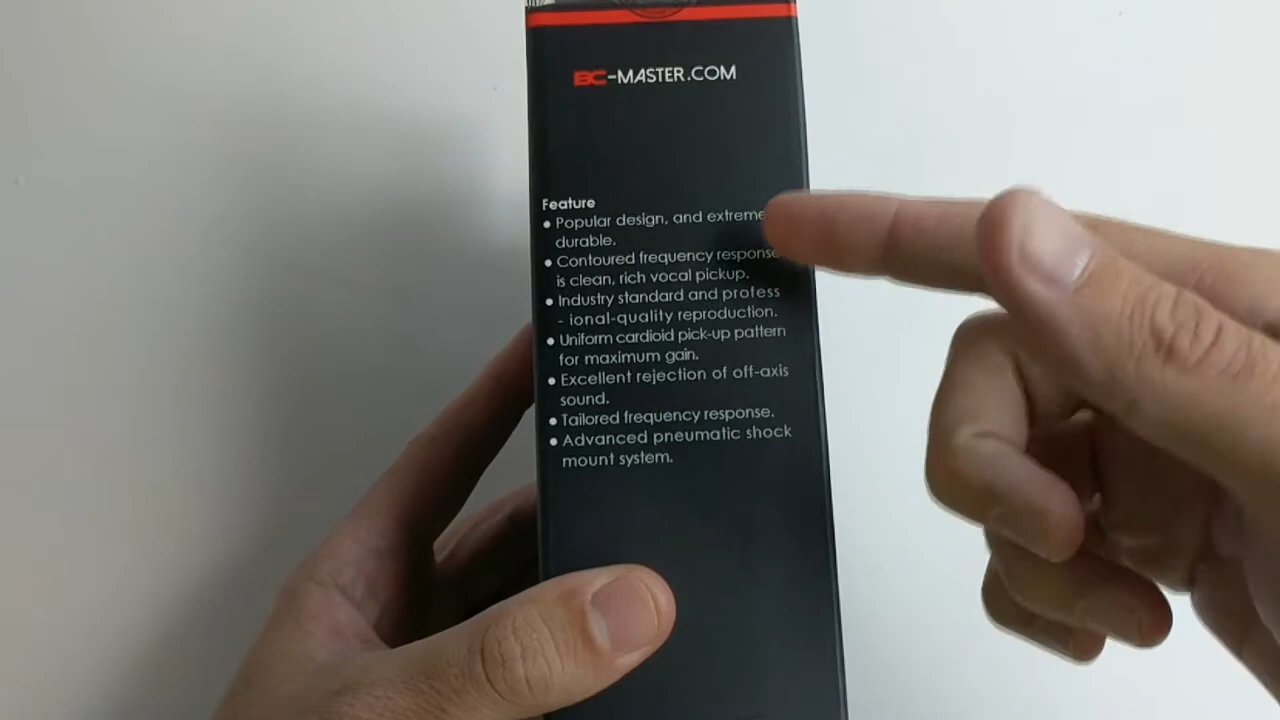 BC-MASTER.COM
Feature
• Popular design, and extreme
durable.
• Contoured frequency response
is clean, rich vocal pickup.
• Industry standard and profess
- ional-quality reproduction.
• Uniform cardioid pick-up pattern
for maximum gain.
• Excellent rejection of off-axis
sound.
• Tailored frequency response.
• Advanced pneumatic shock
mount system.